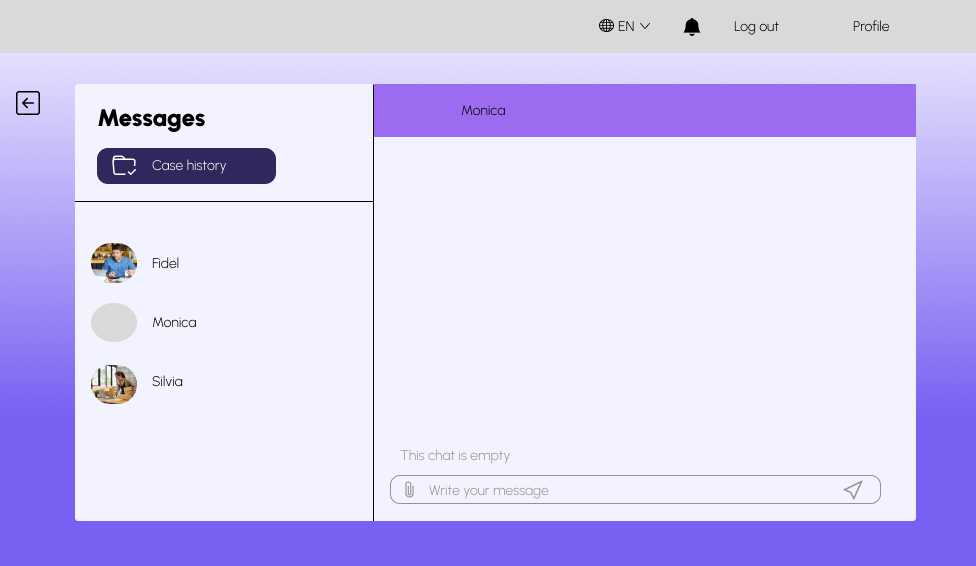 EN
Log out
Profile
Messages
Monica
Case history
Fidel
Monica
Silvia
This chat is empty
Write your message